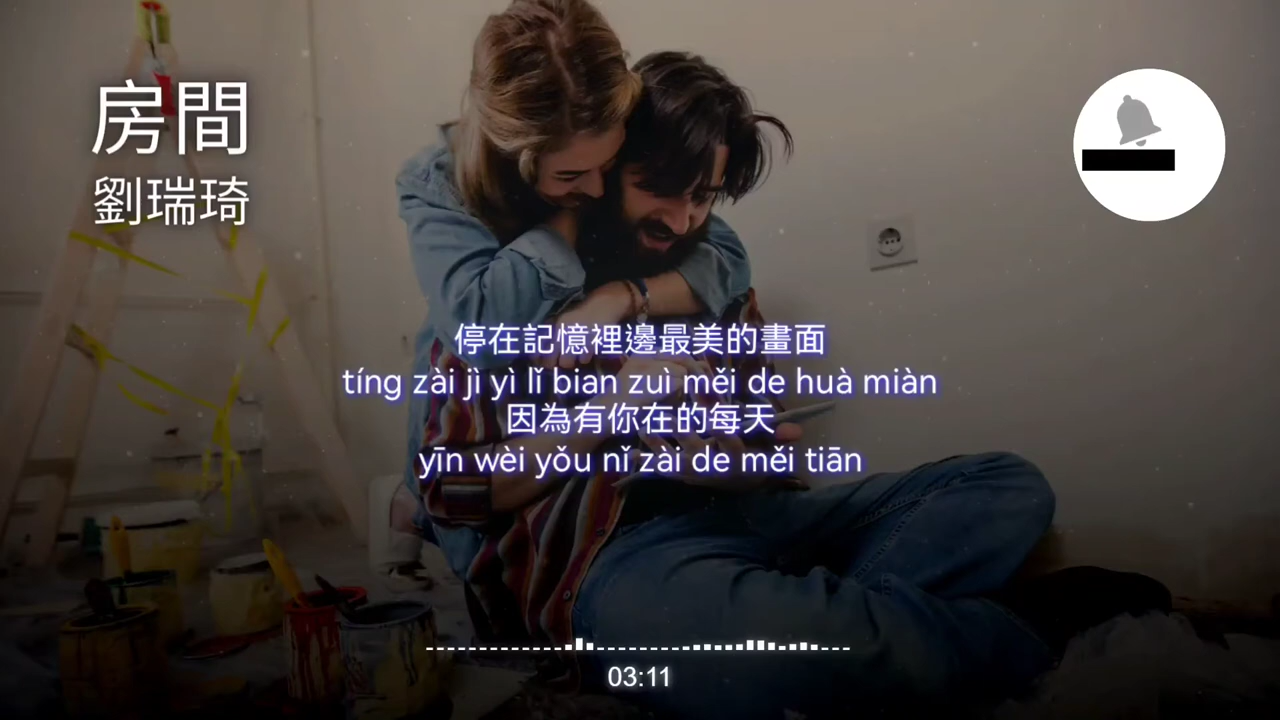 房間
劉瑞琦
停在記憶裡邊最美的畫面
tíng zài jì yì lǐ bian zuì měi de huà miàn
因為有你在的每天
yīn wèi yǒu nǐ zài de měi tiān
03:11